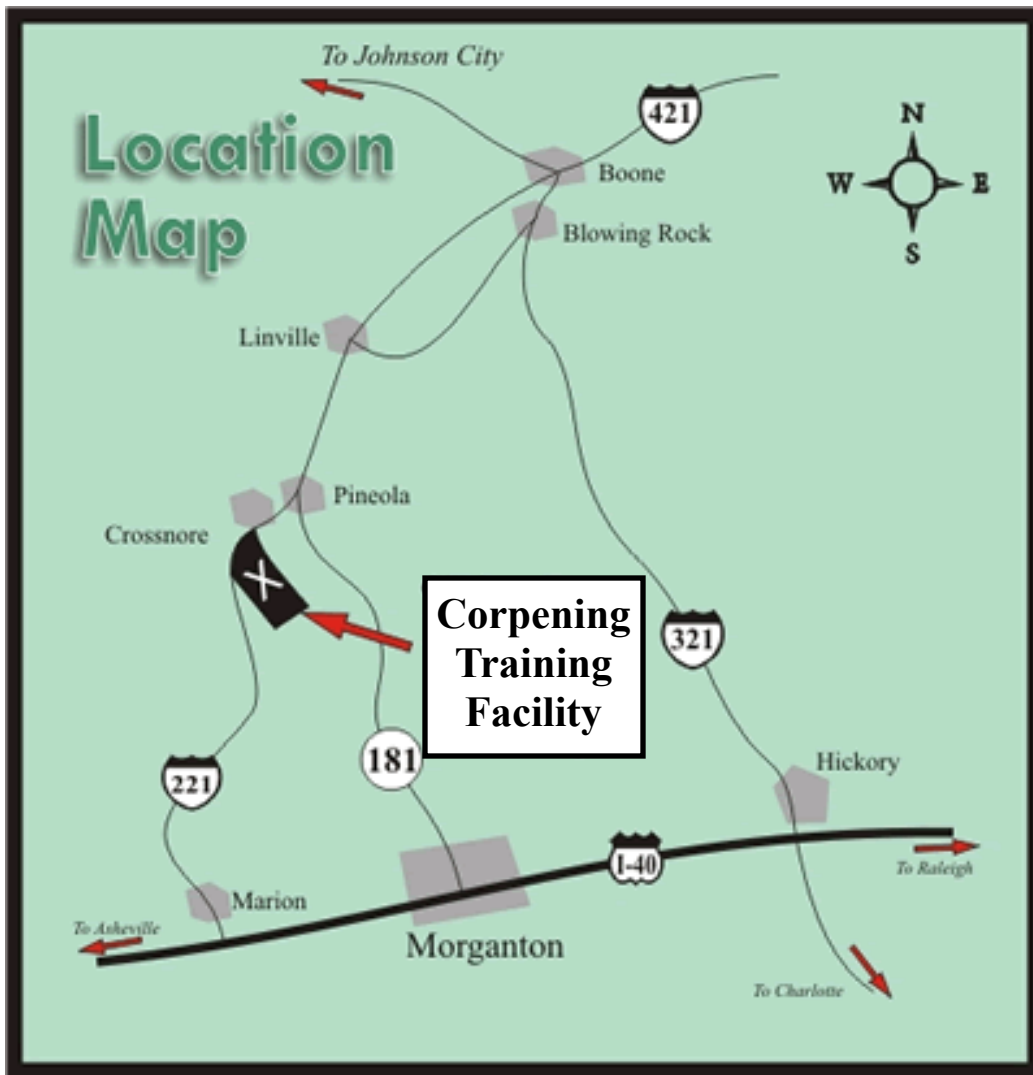 To Johnson City
Location
Map
421
N
W
E
S
Boone
Blowing Rock
Linville
Pineola
Crossnore
Corpening
Training
Facility
321
181
221
Hickory
I-40
To Raleigh
Marion
To Asheville
Morganton
To Charlotte